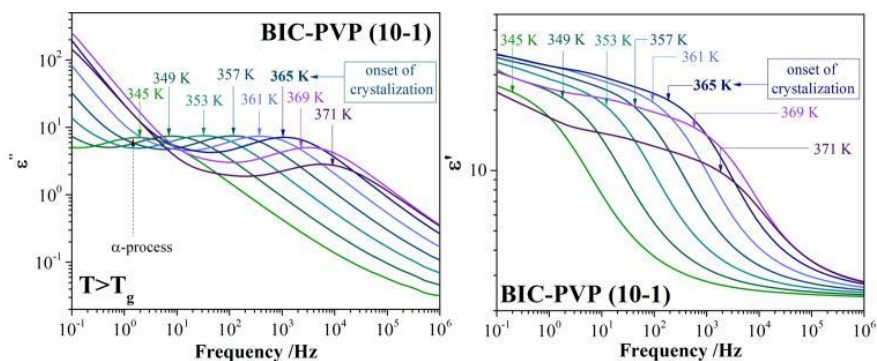 BIC-PVP (10-1)
345 K
349 K
353 K
357 K
361 K
365 K
369 K
371 K
onset of
crystalization
α-process
T>Tg
10²
10¹
10⁰
10⁻¹
ε''
10⁻¹ 10⁰ 10¹ 10² 10³ 10⁴ 10⁵ 10⁶
Frequency /Hz
345 K
349 K
353 K
357 K
361 K
365 K
onset of
crystalization
369 K
371 K
10
ε'
BIC-PVP (10-1)
10⁻¹ 10⁰ 10¹ 10² 10³ 10⁴ 10⁵ 10⁶
Frequency /Hz